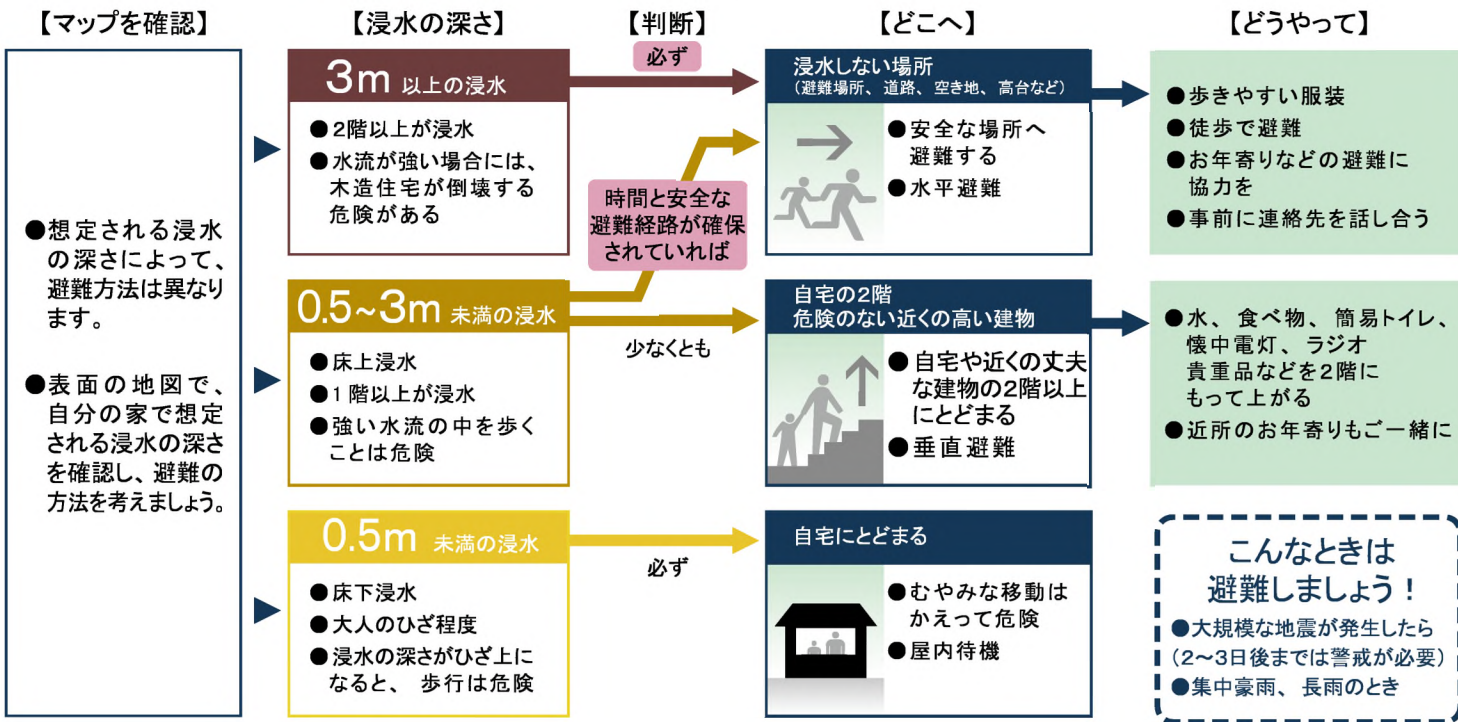 【マップを確認】
【浸水の深さ】
【判断】
【どこへ】
【どうやって】
●想定される浸水
の深さによって、
避難方法は異なり
ます。
●表面の地図で、
自分の家で想定
される浸水の深さ
を確認し、避難の
方法を考えましょう。
3m 以上の浸水
●2階以上が浸水
●水流が強い場合には、
木造住宅が倒壊する
危険がある
必ず
浸水しない場所
(避難場所、道路、空き地、高台など)
●安全な場所へ
避難する
●水平避難
●歩きやすい服装
●徒歩で避難
●お年寄りなどの避難に
協力を
●事前に連絡先を話し合う
時間と安全な
避難経路が確保
されていれば
0.5~3m 未満の浸水
●床上浸水
●1階以上が浸水
●強い水流の中を歩く
ことは危険
少なくとも
自宅の2階
危険のない近くの高い建物
●自宅や近くの丈夫
な建物の2階以上
にとどまる
●垂直避難
●水、食べ物、簡易トイレ、
懐中電灯、ラジオ
貴重品などを2階に
もって上がる
●近所のお年寄りもご一緒に
0.5m 未満の浸水
●床下浸水
●大人のひざ程度
●浸水の深さがひざ上に
なると、歩行は危険
必ず
自宅にとどまる
●むやみな移動は
かえって危険
●屋内待機
こんなときは
避難しましょう!
●大規模な地震が発生したら
(2~3日後までは警戒が必要)
●集中豪雨、長雨のとき